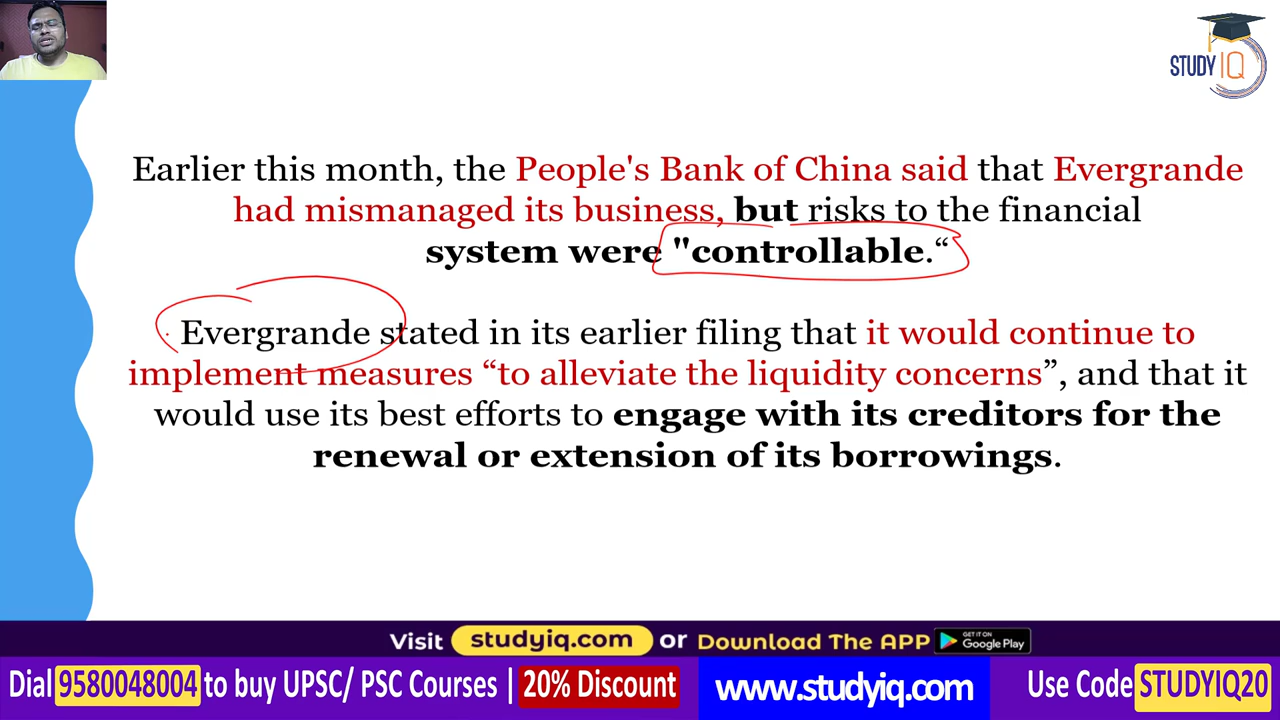 STUDY IQ
Earlier this month, the People's Bank of China said that Evergrande
had mismanaged its business, but risks to the financial
system were "controllable.“
Evergrande stated in its earlier filing that it would continue to
implement measures “to alleviate the liquidity concerns”, and that it
would use its best efforts to engage with its creditors for the
renewal or extension of its borrowings.
Visit studyiq.com or Download The APP GET IT ON Google Play
Dial 9580048004 to buy UPSC/ PSC Courses | 20% Discount www.studyiq.com Use Code STUDYIQ20